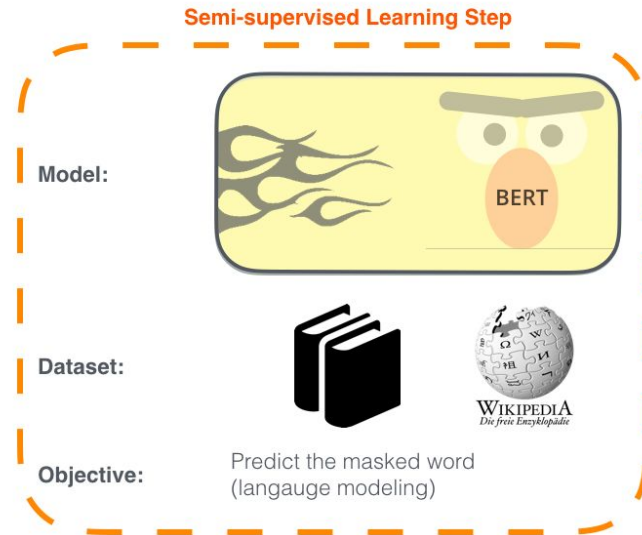 Semi-supervised Learning Step
Model:
BERT
Dataset:
WIKIPEDIA
Die freie Enzyklopädie
Objective:
Predict the masked word
(langauge modeling)